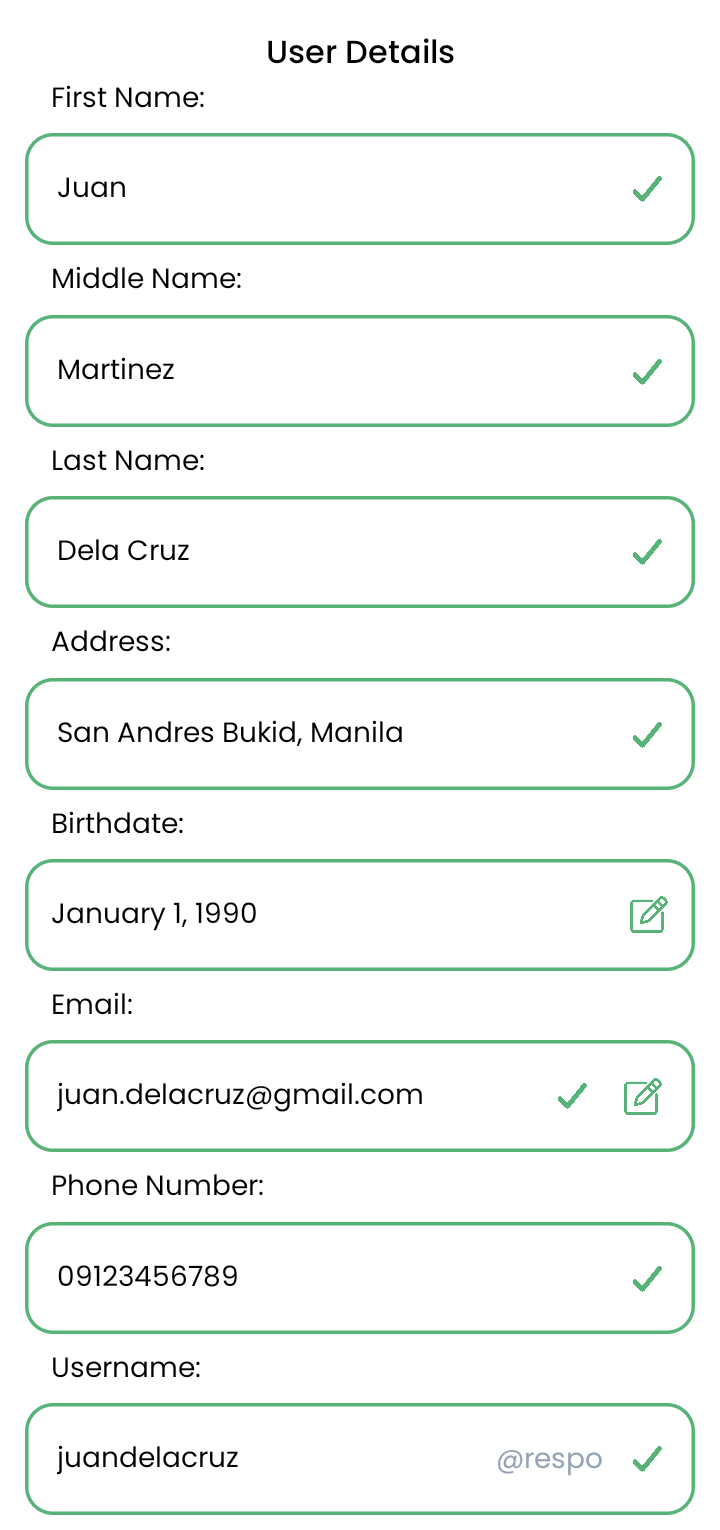 User Details
First Name:
Juan
Middle Name:
Martinez
Last Name:
Dela Cruz
Address:
San Andres Bukid, Manila
Birthdate:
January 1, 1990
Email:
juan.delacruz@gmail.com
Phone Number:
09123456789
Username:
juandelacruz @respo